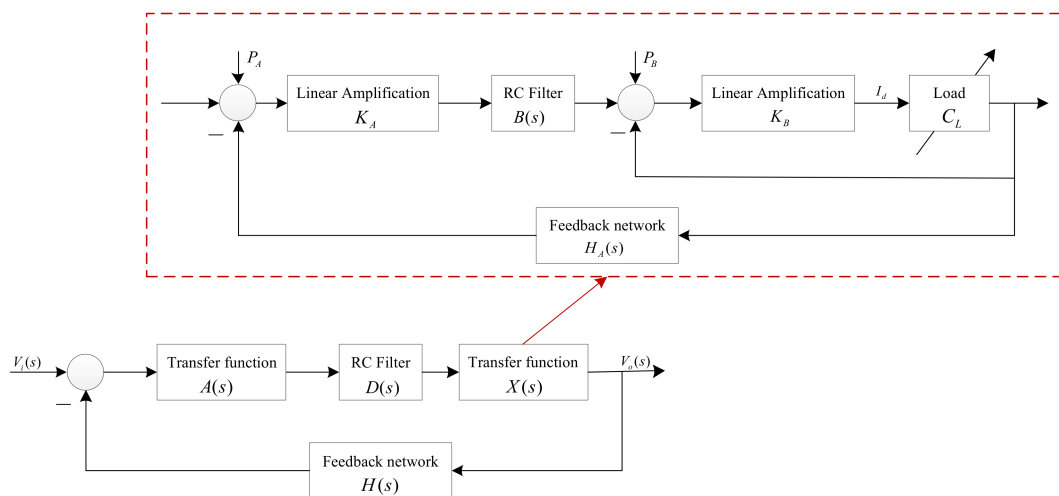 P_A
P_B
Linear Amplification
K_A
RC Filter
B(s)
Linear Amplification
K_B
I_d
Load
C_L
—
—
Feedback network
H_A(s)
V_i(s)
Transfer function
A(s)
RC Filter
D(s)
Transfer function
X(s)
V_o(s)
—
Feedback network
H(s)